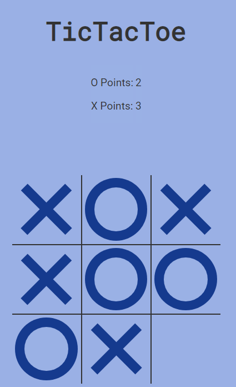 TicTacToe
O Points: 2
X Points: 3
X O X
X O O
O X